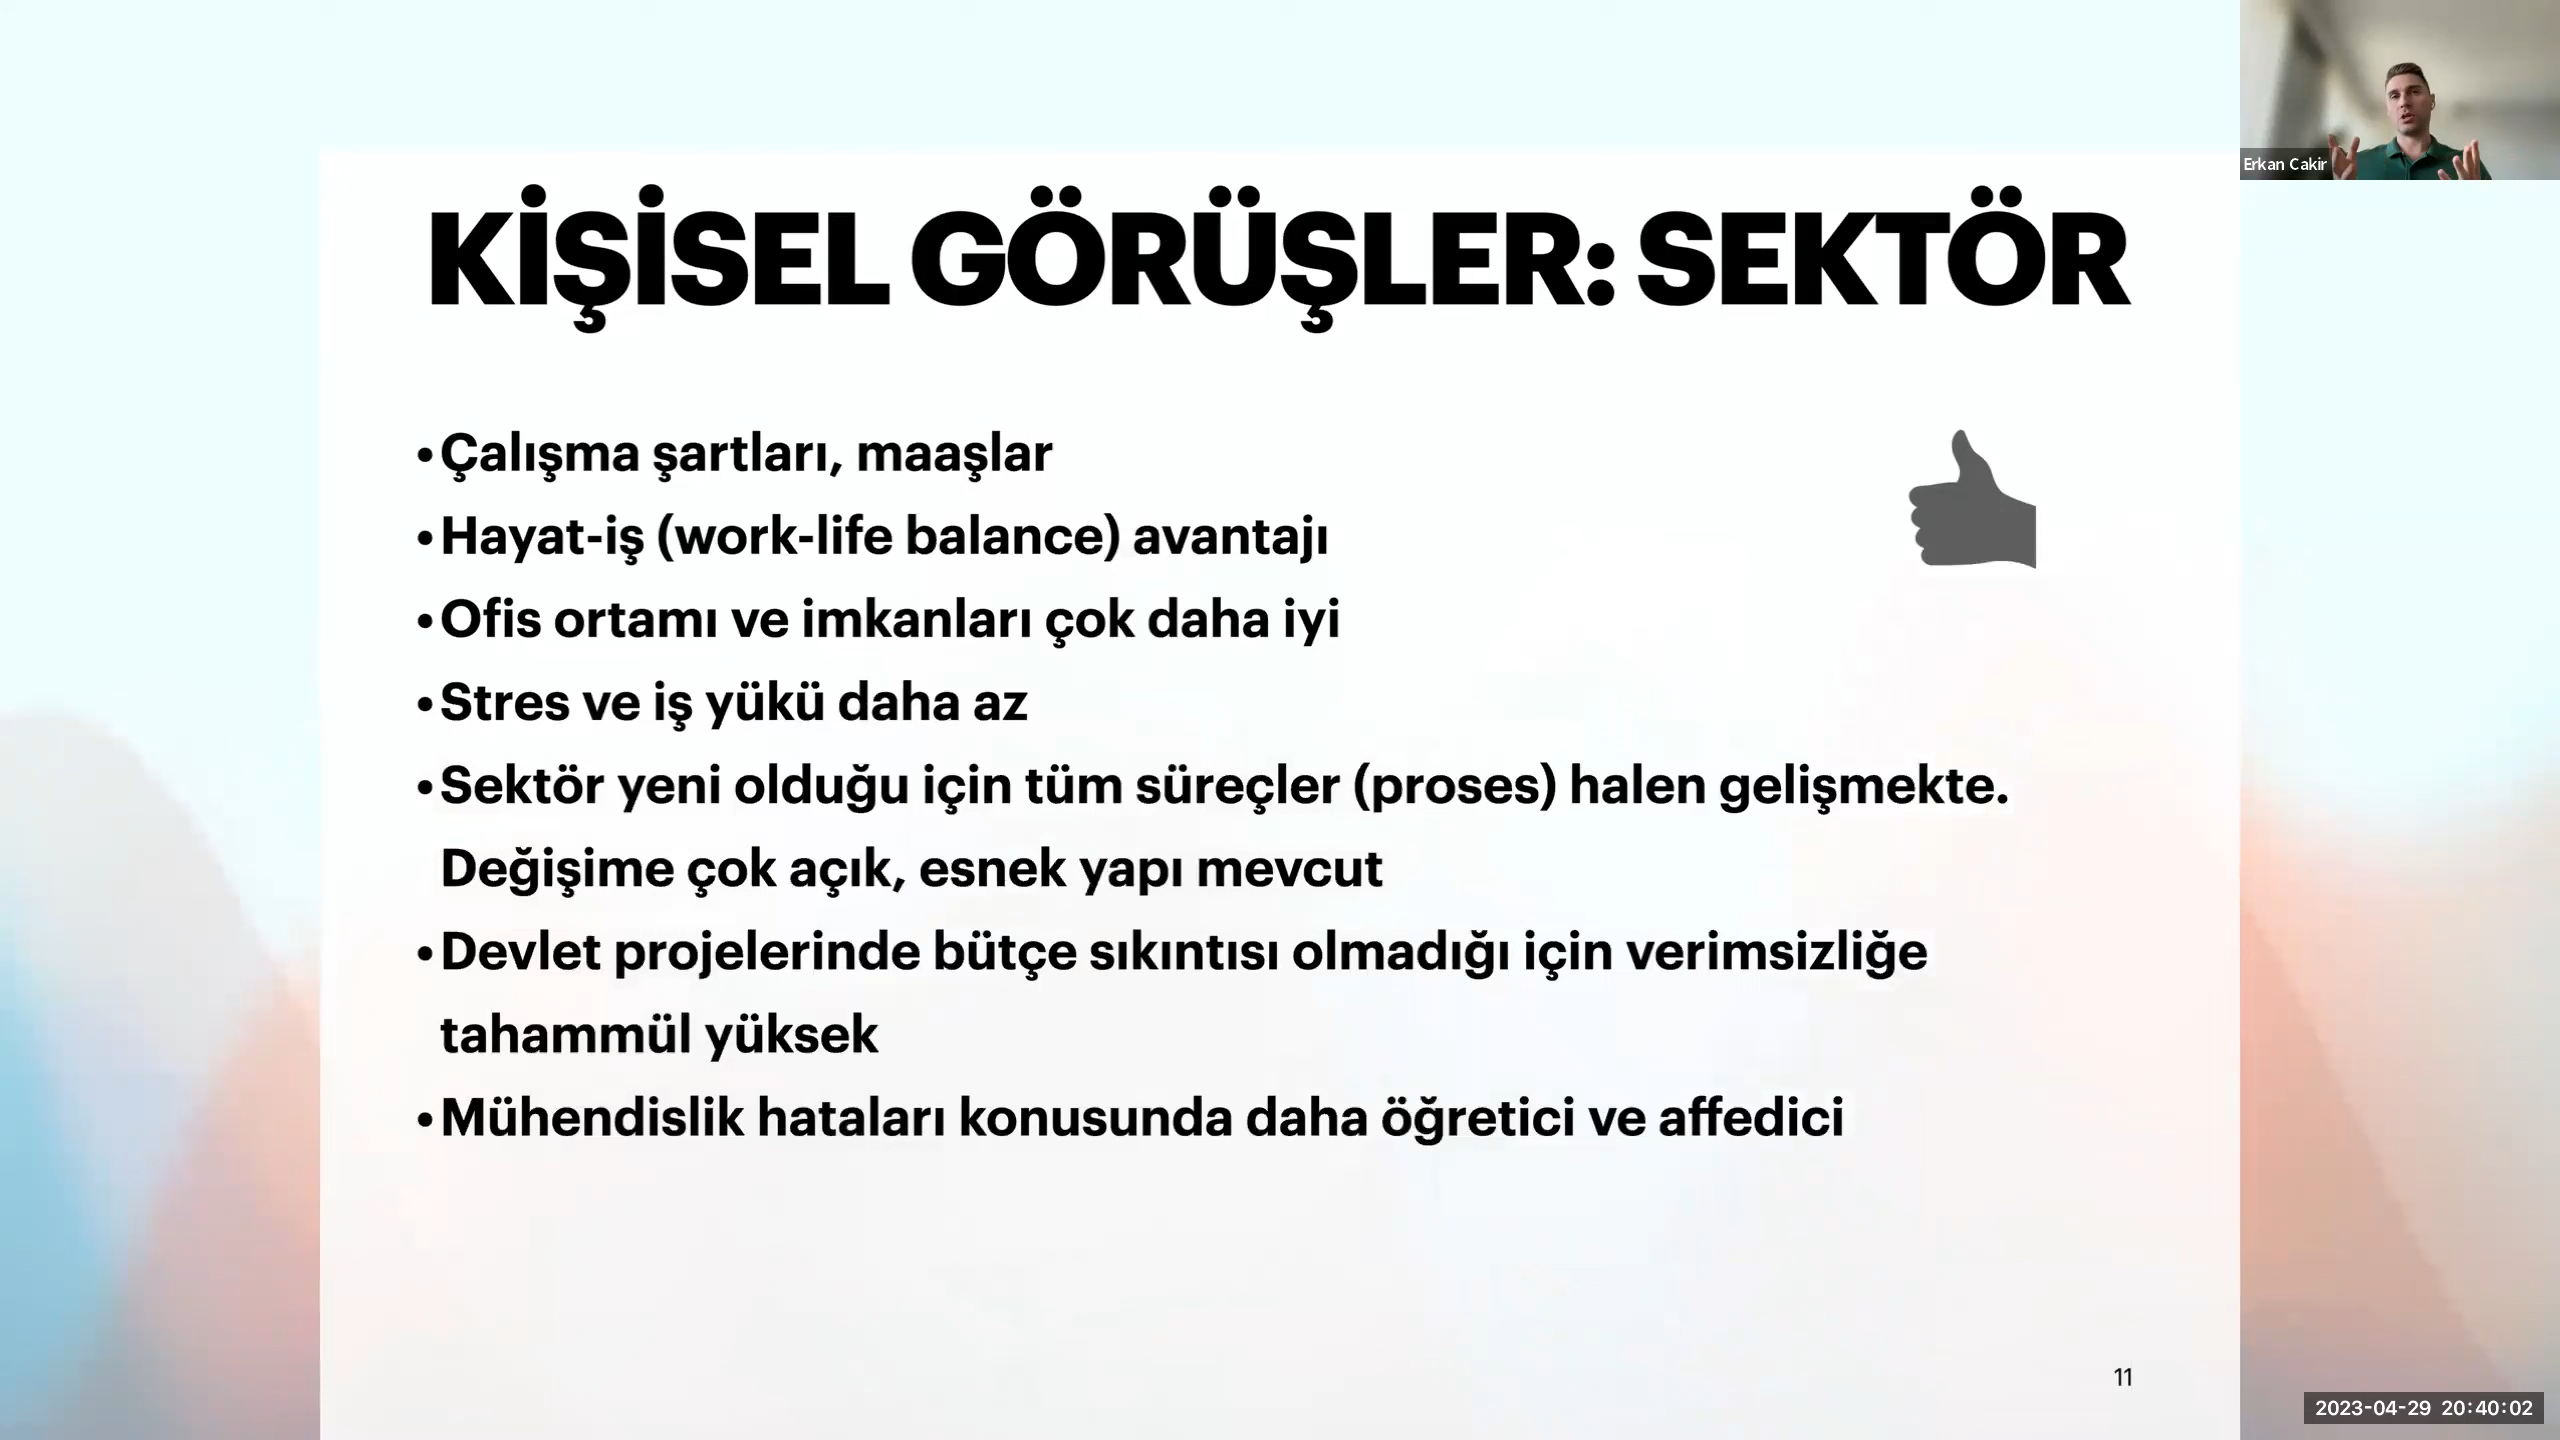 Erkan Cakir
KİŞİSEL GÖRÜŞLER: SEKTÖR
•Çalışma şartları, maaşlar
•Hayat-iş (work-life balance) avantajı
•Ofis ortamı ve imkanları çok daha iyi
•Stres ve iş yükü daha az
•Sektör yeni olduğu için tüm süreçler (proses) halen gelişmekte.
Değişime çok açık, esnek yapı mevcut
•Devlet projelerinde bütçe sıkıntısı olmadığı için verimsizliğe
tahammül yüksek
•Mühendislik hataları konusunda daha öğretici ve affedici
11
2023-04-29 20:40:02